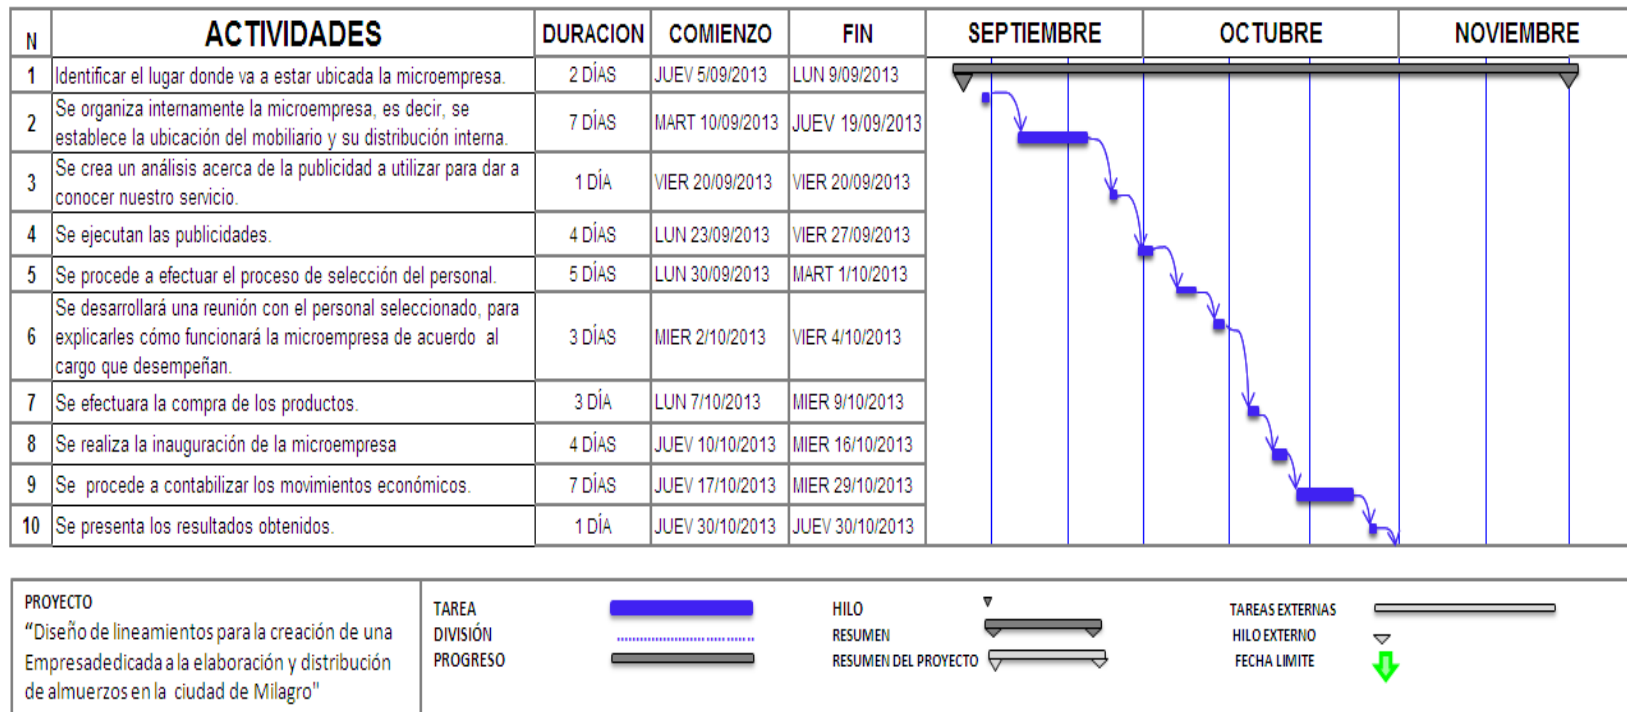 N ACTIVIDADES DURACION COMIENZO FIN SEPTIEMBRE OCTUBRE NOVIEMBRE
1 Identificar el lugar donde va a estar ubicada la microempresa. 2 DÍAS JUEV 5/09/2013 LUN 9/09/2013
2 Se organiza internamente la microempresa, es decir, se
establece la ubicación del mobiliario y su distribución interna. 7 DÍAS MART 10/09/2013 JUEV 19/09/2013
3 Se crea un análisis acerca de la publicidad a utilizar para dar a
conocer nuestro servicio. 1 DÍA VIER 20/09/2013 VIER 20/09/2013
4 Se ejecutan las publicidades. 4 DÍAS LUN 23/09/2013 VIER 27/09/2013
5 Se procede a efectuar el proceso de selección del personal. 5 DÍAS LUN 30/09/2013 MART 1/10/2013
6 Se desarrollará una reunión con el personal seleccionado, para
explicarles cómo funcionará la microempresa de acuerdo al
cargo que desempeñan. 3 DÍAS MIER 2/10/2013 VIER 4/10/2013
7 Se efectuara la compra de los productos. 3 DÍA LUN 7/10/2013 MIER 9/10/2013
8 Se realiza la inauguración de la microempresa 4 DÍAS JUEV 10/10/2013 MIER 16/10/2013
9 Se procede a contabilizar los movimientos económicos. 7 DÍAS JUEV 17/10/2013 MIER 29/10/2013
10 Se presenta los resultados obtenidos. 1 DÍA JUEV 30/10/2013 JUEV 30/10/2013
PROYECTO
"Diseño de lineamientos para la creación de una
Empresadedicada a la elaboración y distribución
de almuerzos en la ciudad de Milagro"
TAREA
DIVISIÓN
PROGRESO
HILO
RESUMEN
RESUMEN DEL PROYECTO
TAREAS EXTERNAS
HILO EXTERNO
FECHA LIMITE